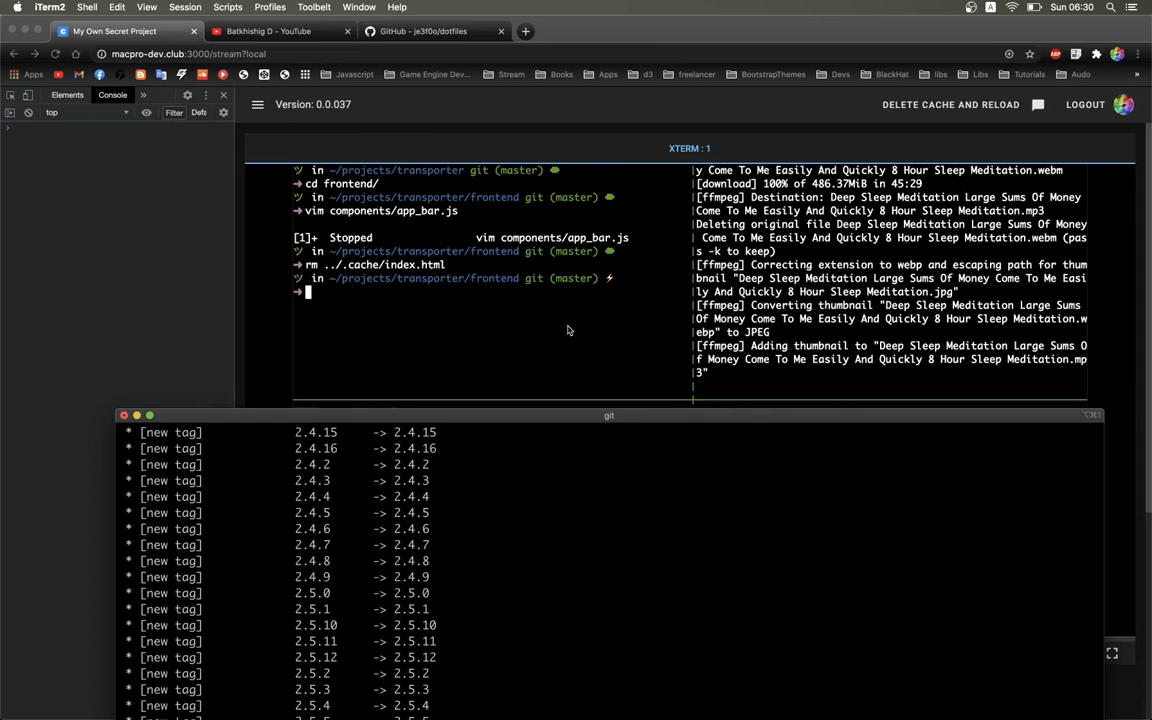 iTerm2 Shell Edit View Session Scripts Profiles Toolbelt Window Help A Sun 06:30
My Own Secret Project Batkhishig D - YouTube GitHub - je3f0o/dotfiles
macpro-dev.club:3000/stream?local ABP
Apps Javascript Game Engine Dev... Stream Books Apps d3 freelancer BootstrapThemes Devs BlackHat libs Libs Tutorials Audo »
Elements Console »
top Filter Defa
Version: 0.0.037 DELETE CACHE AND RELOAD LOGOUT
XTERM : 1
ツ in ~/projects/transporter git (master)
➜ cd frontend/
ツ in ~/projects/transporter/frontend git (master)
➜ vim components/app_bar.js
[1]+ Stopped vim components/app_bar.js
ツ in ~/projects/transporter/frontend git (master)
➜ rm ../.cache/index.html
ツ in ~/projects/transporter/frontend git (master) ⚡
➜
y Come To Me Easily And Quickly 8 Hour Sleep Meditation.webm
[download] 100% of 486.37MiB in 45:29
[ffmpeg] Destination: Deep Sleep Meditation Large Sums Of Money
Come To Me Easily And Quickly 8 Hour Sleep Meditation.mp3
Deleting original file Deep Sleep Meditation Large Sums Of Money
Come To Me Easily And Quickly 8 Hour Sleep Meditation.webm (pas
s -k to keep)
[ffmpeg] Correcting extension to webp and escaping path for thum
bnail "Deep Sleep Meditation Large Sums Of Money Come To Me Easi
ly And Quickly 8 Hour Sleep Meditation.jpg"
[ffmpeg] Converting thumbnail "Deep Sleep Meditation Large Sums
Of Money Come To Me Easily And Quickly 8 Hour Sleep Meditation.w
ebp" to JPEG
[ffmpeg] Adding thumbnail to "Deep Sleep Meditation Large Sums O
f Money Come To Me Easily And Quickly 8 Hour Sleep Meditation.mp
3"
git ⌥⌘1
* [new tag] 2.4.15 -> 2.4.15
* [new tag] 2.4.16 -> 2.4.16
* [new tag] 2.4.2 -> 2.4.2
* [new tag] 2.4.3 -> 2.4.3
* [new tag] 2.4.4 -> 2.4.4
* [new tag] 2.4.5 -> 2.4.5
* [new tag] 2.4.6 -> 2.4.6
* [new tag] 2.4.7 -> 2.4.7
* [new tag] 2.4.8 -> 2.4.8
* [new tag] 2.4.9 -> 2.4.9
* [new tag] 2.5.0 -> 2.5.0
* [new tag] 2.5.1 -> 2.5.1
* [new tag] 2.5.10 -> 2.5.10
* [new tag] 2.5.11 -> 2.5.11
* [new tag] 2.5.12 -> 2.5.12
* [new tag] 2.5.2 -> 2.5.2
* [new tag] 2.5.3 -> 2.5.3
* [new tag] 2.5.4 -> 2.5.4